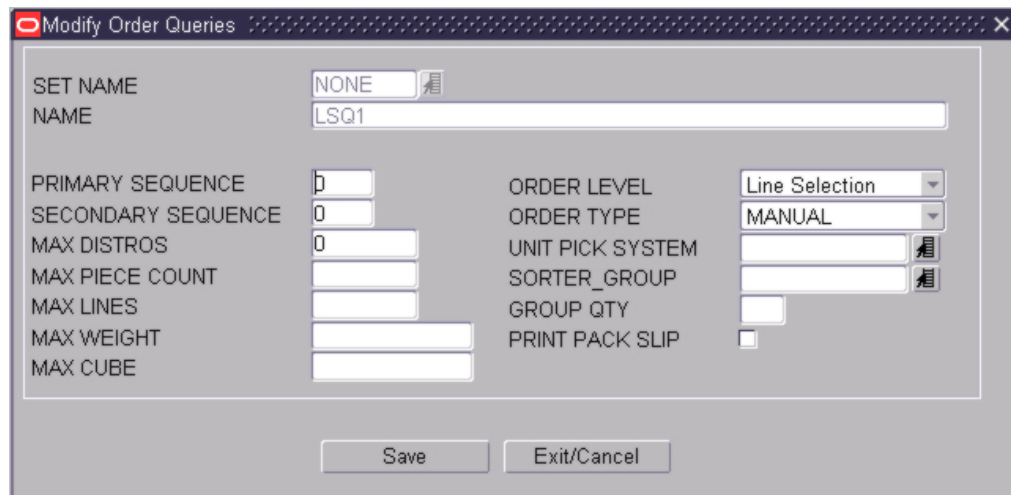 Modify Order Queries
SET NAME NONE
NAME LSQ1
PRIMARY SEQUENCE 0 ORDER LEVEL Line Selection
SECONDARY SEQUENCE 0 ORDER TYPE MANUAL
MAX DISTROS 0 UNIT PICK SYSTEM
MAX PIECE COUNT SORTER_GROUP
MAX LINES GROUP QTY
MAX WEIGHT PRINT PACK SLIP
MAX CUBE
Save Exit/Cancel